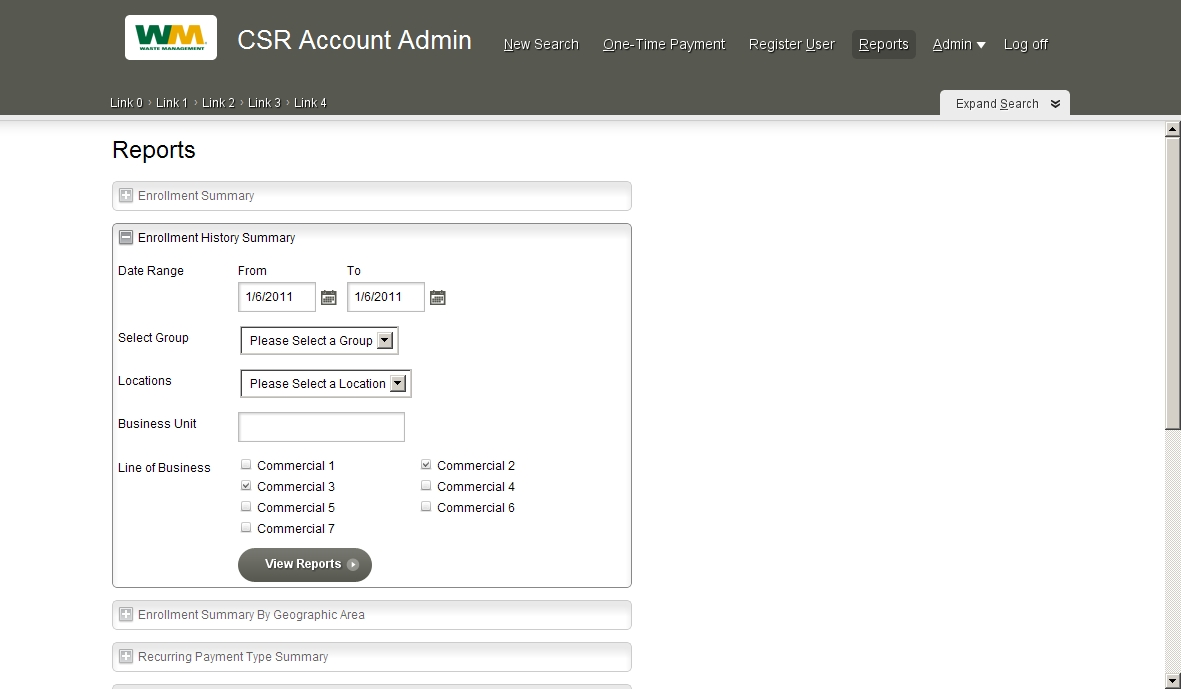 WM
WASTE MANAGEMENT
CSR Account Admin
New Search One-Time Payment Register User Reports Admin Log off
Link 0 › Link 1 › Link 2 › Link 3 › Link 4
Expand Search
Reports
Enrollment Summary
Enrollment History Summary
Date Range From To
1/6/2011 1/6/2011
Select Group Please Select a Group
Locations Please Select a Location
Business Unit
Line of Business Commercial 1 Commercial 2
Commercial 3 Commercial 4
Commercial 5 Commercial 6
Commercial 7
View Reports
Enrollment Summary By Geographic Area
Recurring Payment Type Summary